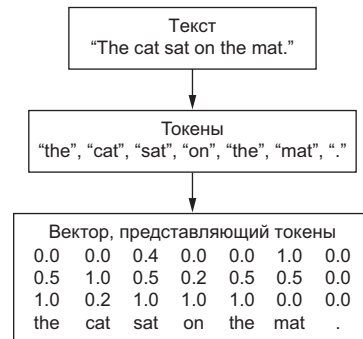 Текст
“The cat sat on the mat.”
Токены
“the”, “cat”, “sat”, “on”, “the”, “mat”, “.”
Вектор, представляющий токены
0.0 0.0 0.4 0.0 0.0 1.0 0.0
0.5 1.0 0.5 0.2 0.5 0.5 0.0
1.0 0.2 1.0 1.0 1.0 0.0 0.0
the cat sat on the mat .